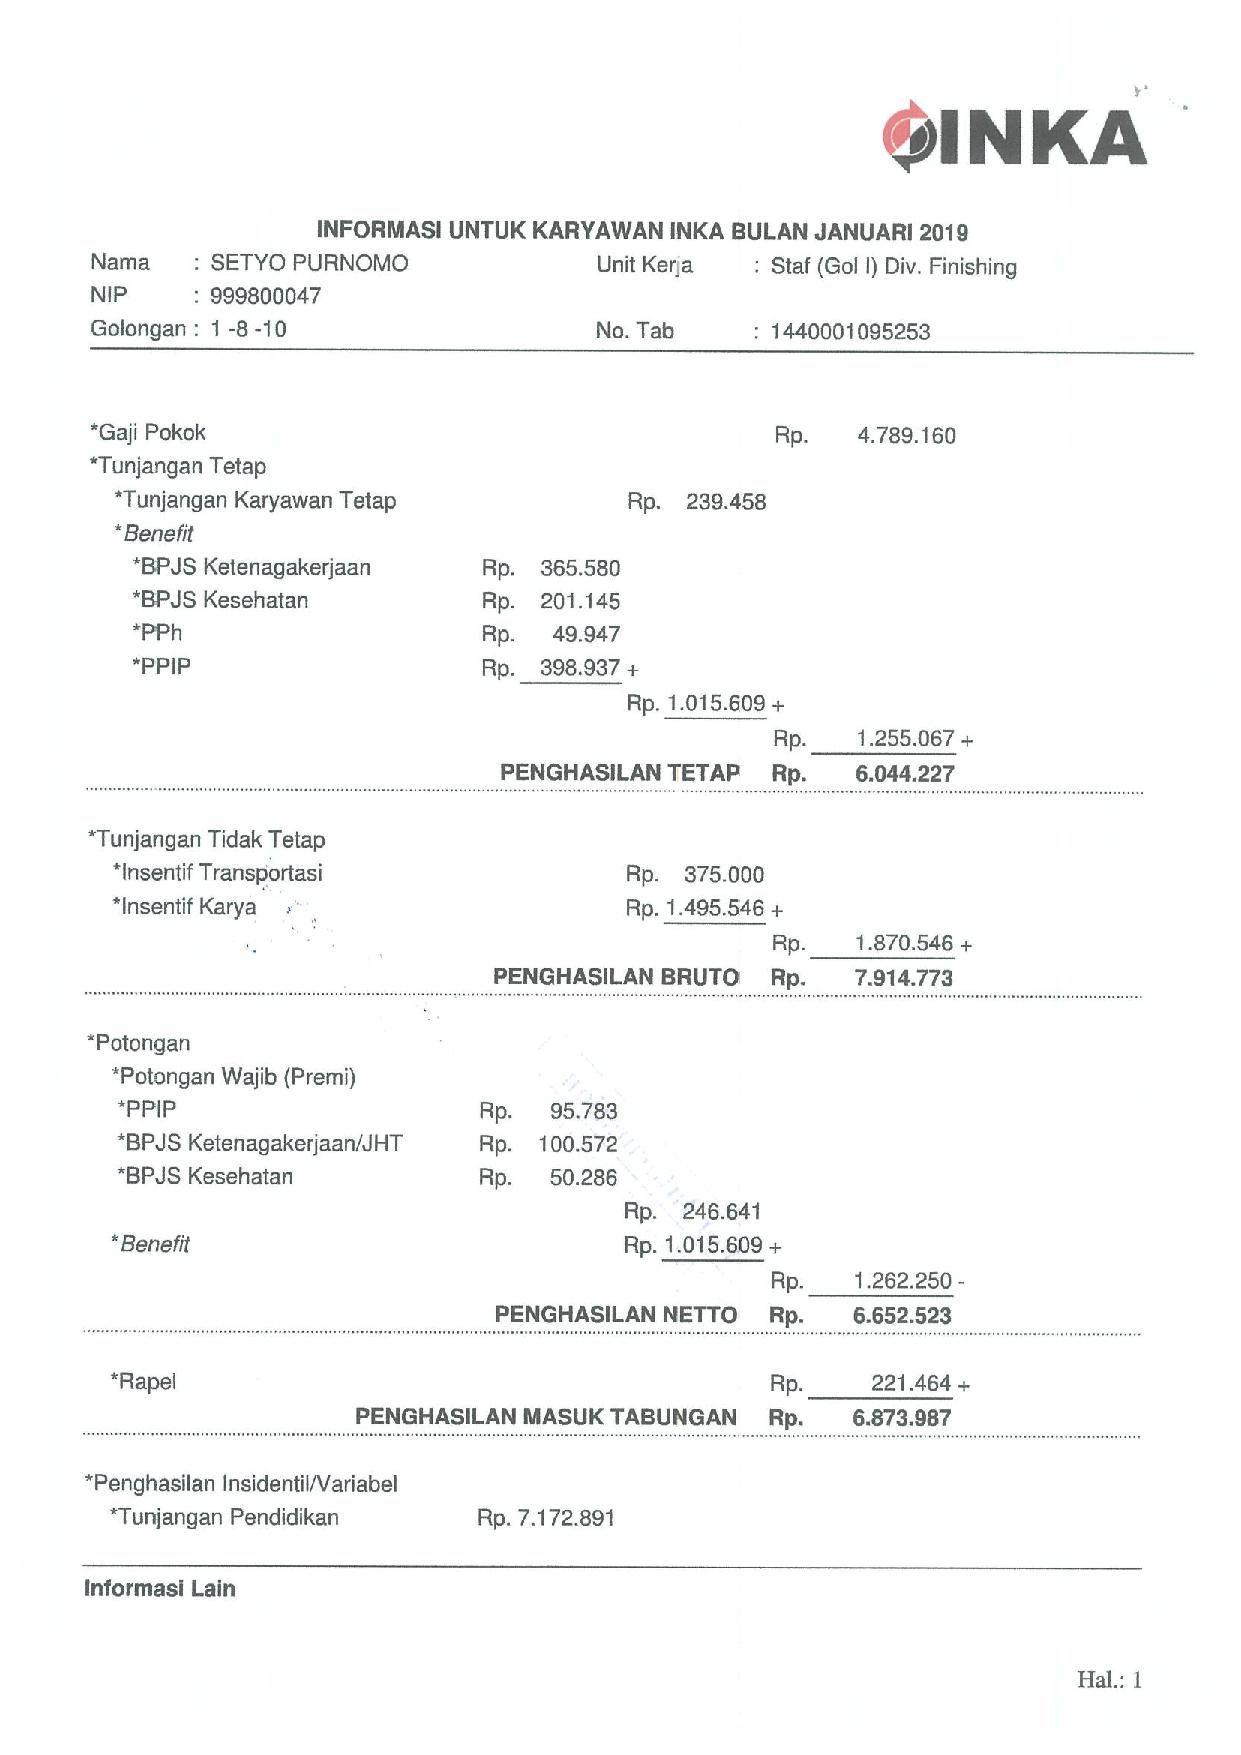 INKA
INFORMASI UNTUK KARYAWAN INKA BULAN JANUARI 2019
Nama : SETYO PURNOMO Unit Kerja : Staf (Gol I) Div. Finishing
NIP : 999800047
Golongan : 1 -8 -10 No. Tab : 1440001095253
*Gaji Pokok Rp. 4.789.160
*Tunjangan Tetap
*Tunjangan Karyawan Tetap Rp. 239.458
*Benefit
*BPJS Ketenagakerjaan Rp. 365.580
*BPJS Kesehatan Rp. 201.145
*PPh Rp. 49.947
*PPIP Rp. 398.937 +
Rp. 1.015.609 +
Rp. 1.255.067 +
PENGHASILAN TETAP Rp. 6.044.227
*Tunjangan Tidak Tetap
*Insentif Transportasi Rp. 375.000
*Insentif Karya Rp. 1.495.546 +
Rp. 1.870.546 +
PENGHASILAN BRUTO Rp. 7.914.773
*Potongan
*Potongan Wajib (Premi)
*PPIP Rp. 95.783
*BPJS Ketenagakerjaan/JHT Rp. 100.572
*BPJS Kesehatan Rp. 50.286
Rp. 246.641
*Benefit Rp. 1.015.609 +
Rp. 1.262.250 -
PENGHASILAN NETTO Rp. 6.652.523
*Rapel Rp. 221.464 +
PENGHASILAN MASUK TABUNGAN Rp. 6.873.987
*Penghasilan Insidentil/Variabel
*Tunjangan Pendidikan Rp. 7.172.891
Informasi Lain
Hal.: 1